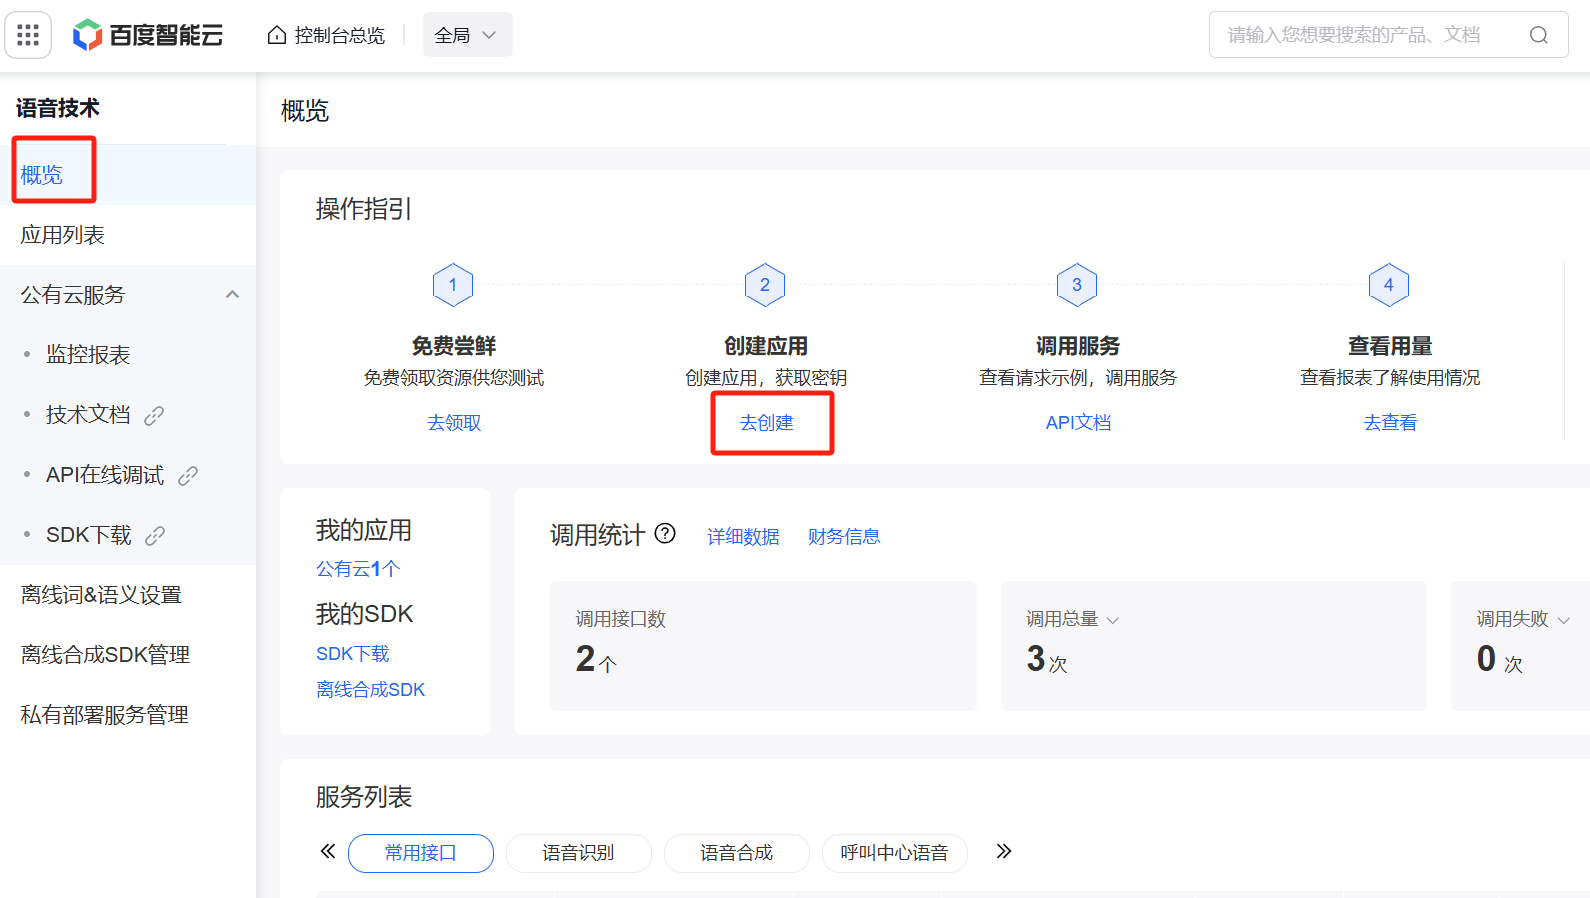 百度智能云
控制台总览
全局
请输入您想要搜索的产品、文档
语音技术
概览
应用列表
公有云服务
监控报表
技术文档
API在线调试
SDK下载
离线词&语义设置
离线合成SDK管理
私有部署服务管理
概览
操作指引
1
免费尝鲜
免费领取资源供您测试
去领取
2
创建应用
创建应用，获取密钥
去创建
3
调用服务
查看请求示例，调用服务
API文档
4
查看用量
查看报表了解使用情况
去查看
我的应用
公有云1个
我的SDK
SDK下载
离线合成SDK
调用统计 ? 详细数据 财务信息
调用接口数
2 个
调用总量
3 次
调用失败
0 次
服务列表
常用接口 语音识别 语音合成 呼叫中心语音